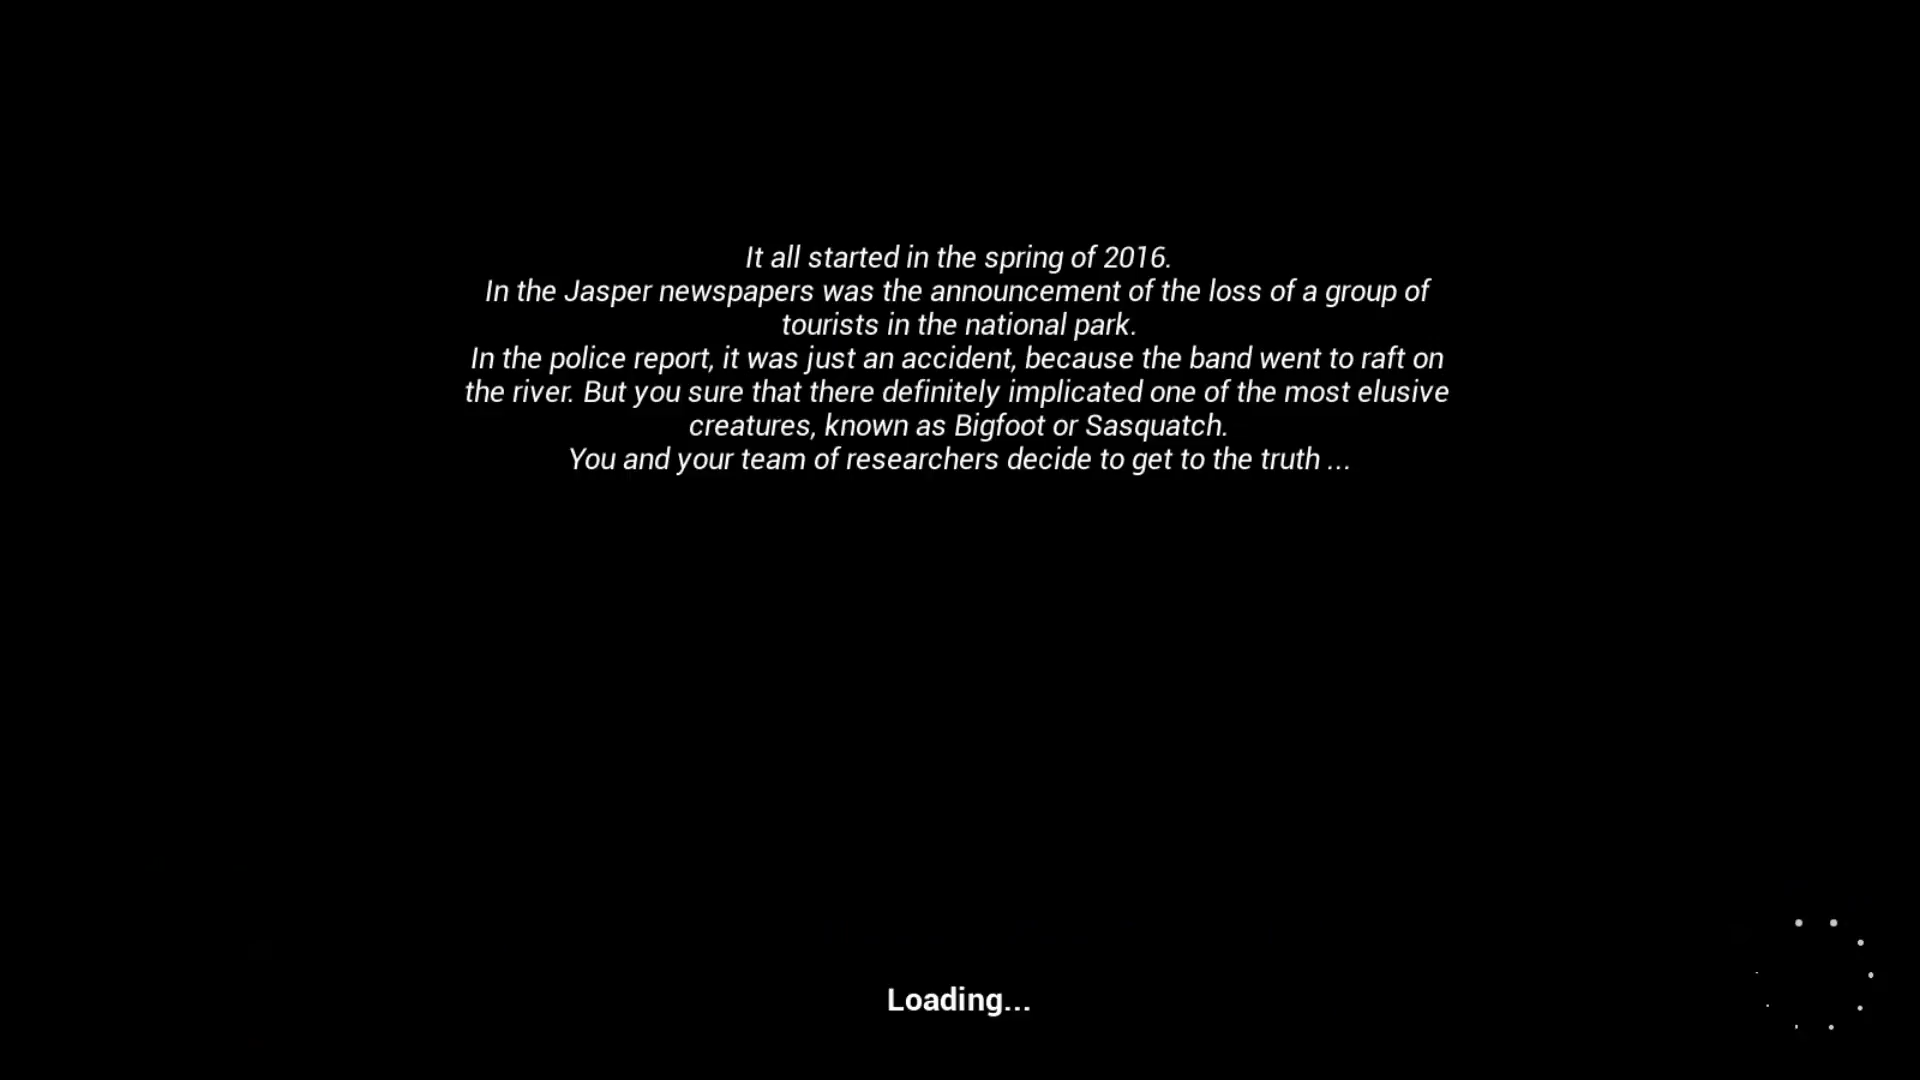 It all started in the spring of 2016.
In the Jasper newspapers was the announcement of the loss of a group of
tourists in the national park.
In the police report, it was just an accident, because the band went to raft on
the river. But you sure that there definitely implicated one of the most elusive
creatures, known as Bigfoot or Sasquatch.
You and your team of researchers decide to get to the truth ...
Loading...